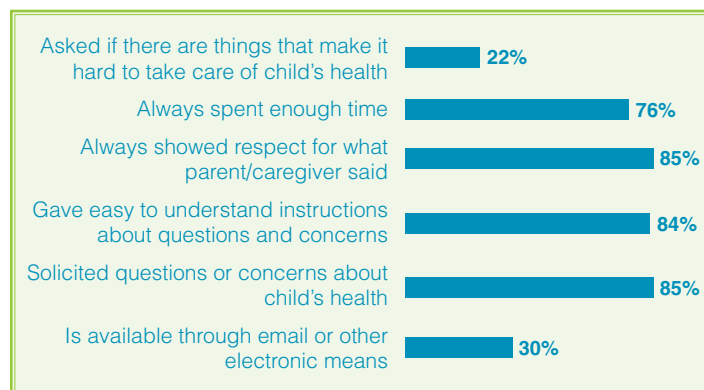 Asked if there are things that make it
hard to take care of child's health
22%
Always spent enough time
76%
Always showed respect for what
parent/caregiver said
85%
Gave easy to understand instructions
about questions and concerns
84%
Solicited questions or concerns about
child's health
85%
Is available through email or other
electronic means
30%